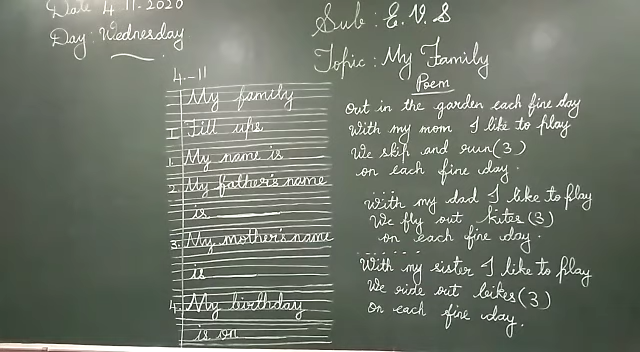 Date 4.11.2020
Day: Wednesday
Sub: E.V.S
Topic: My Family
4.-11
My family
I Fill ups
1. My name is
2. My father's name
is ________
3. My mother's name
is ________
4. My birthday
is on
Poem
out in the garden each fine day
With my mom I like to play
We skip and run (3)
on each fine day.
With my dad I like to play
We fly out kites (3)
on each fine day.
With my sister I like to play
We ride out bikes (3)
On each fine day.